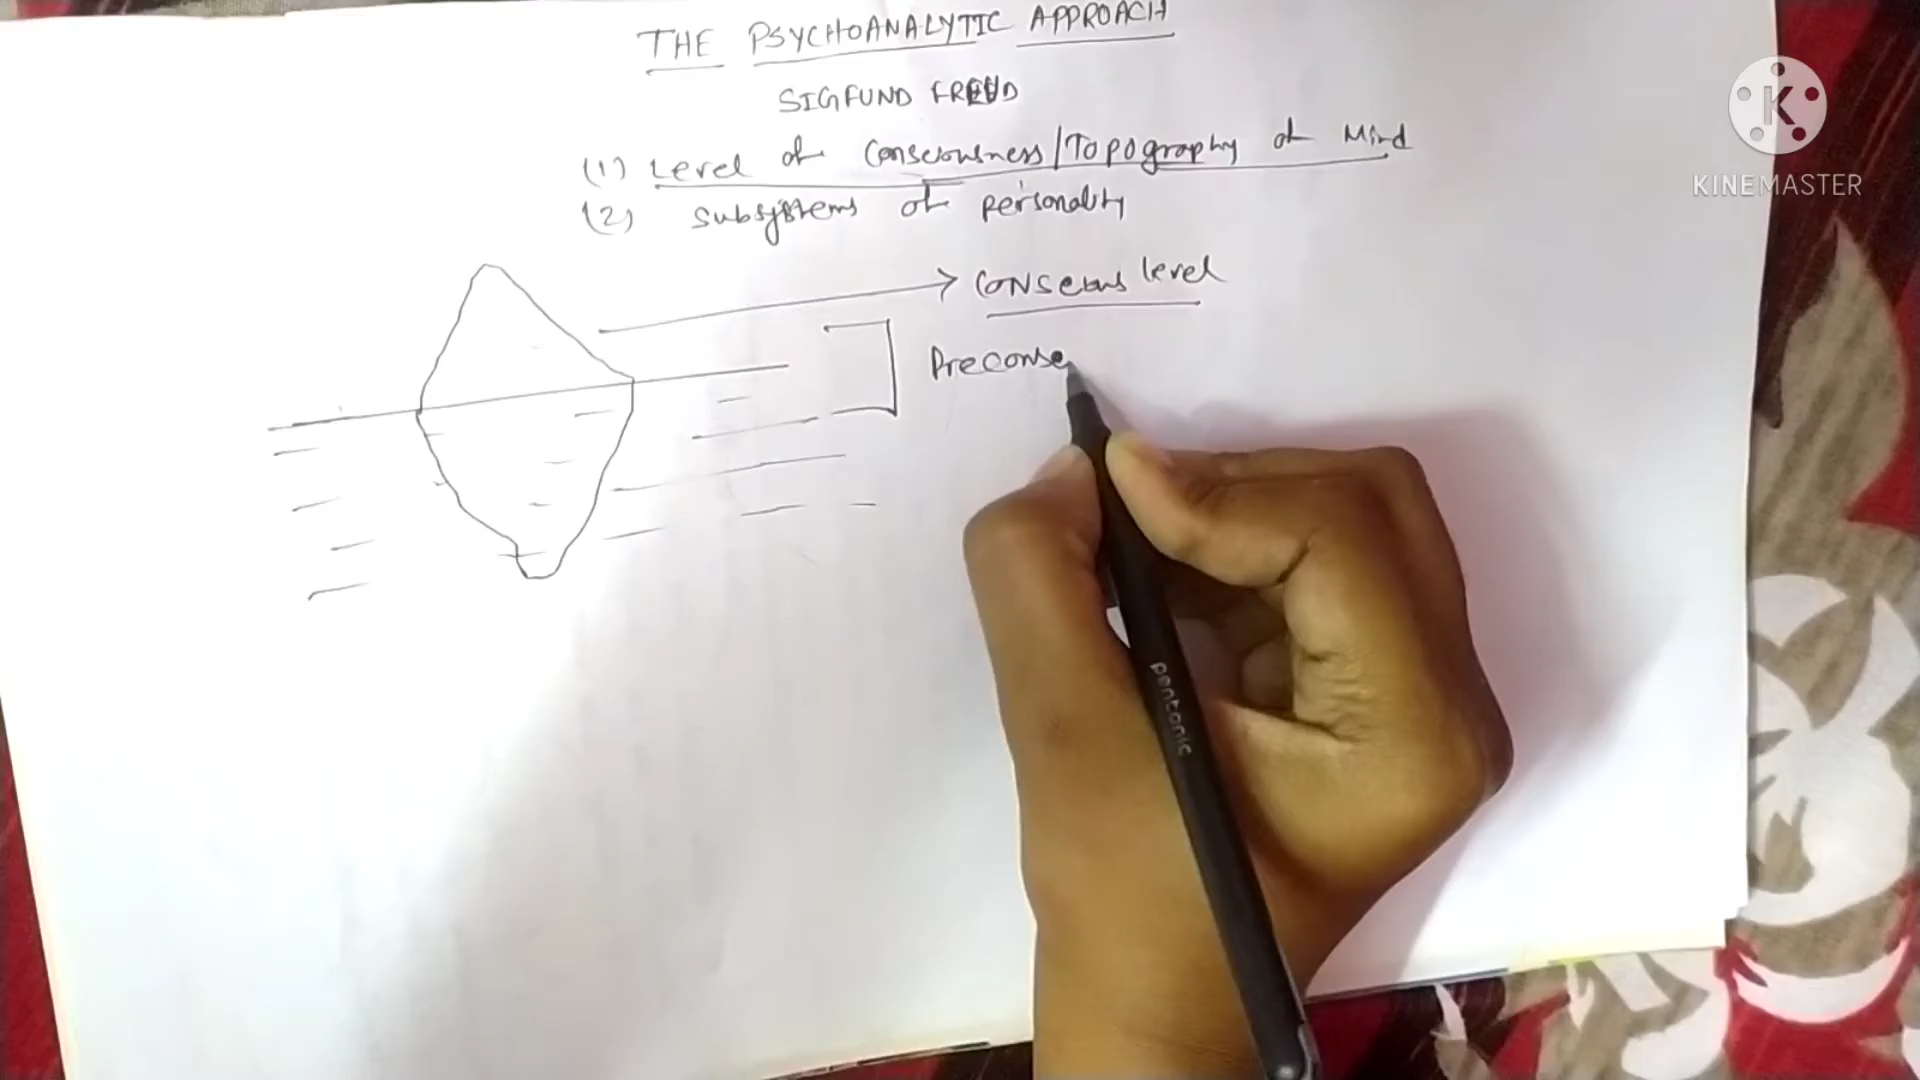 THE PSYCHOANALYTIC APPROACH
SIGFUND FREUD
(1) Level of Consciousness/Topography of Mind
(2) subsystems of personality
CONScious level
Preconsc
pentonic
K
KINEMASTER